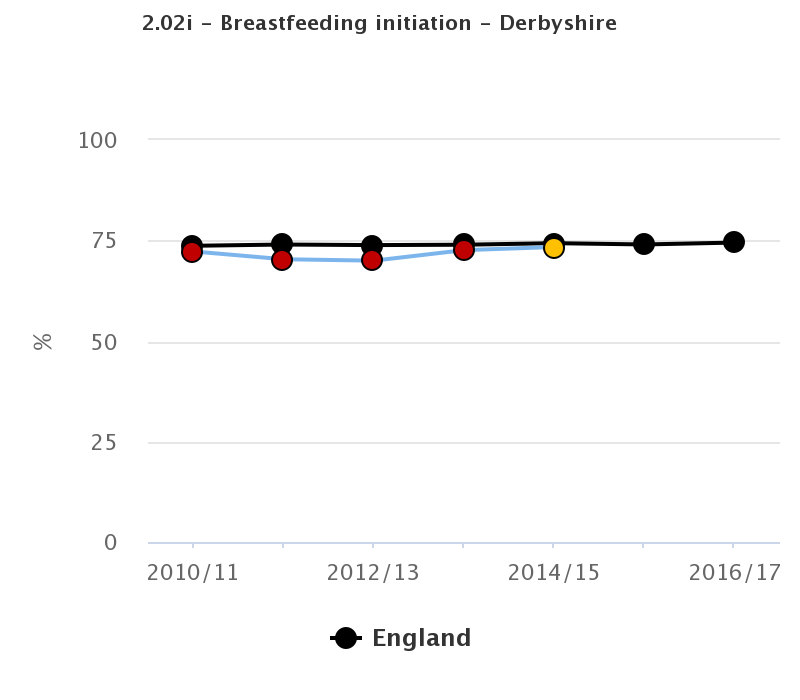 2.02i – Breastfeeding initiation – Derbyshire
100
75
50
25
0
%
2010/11 2012/13 2014/15 2016/17
England